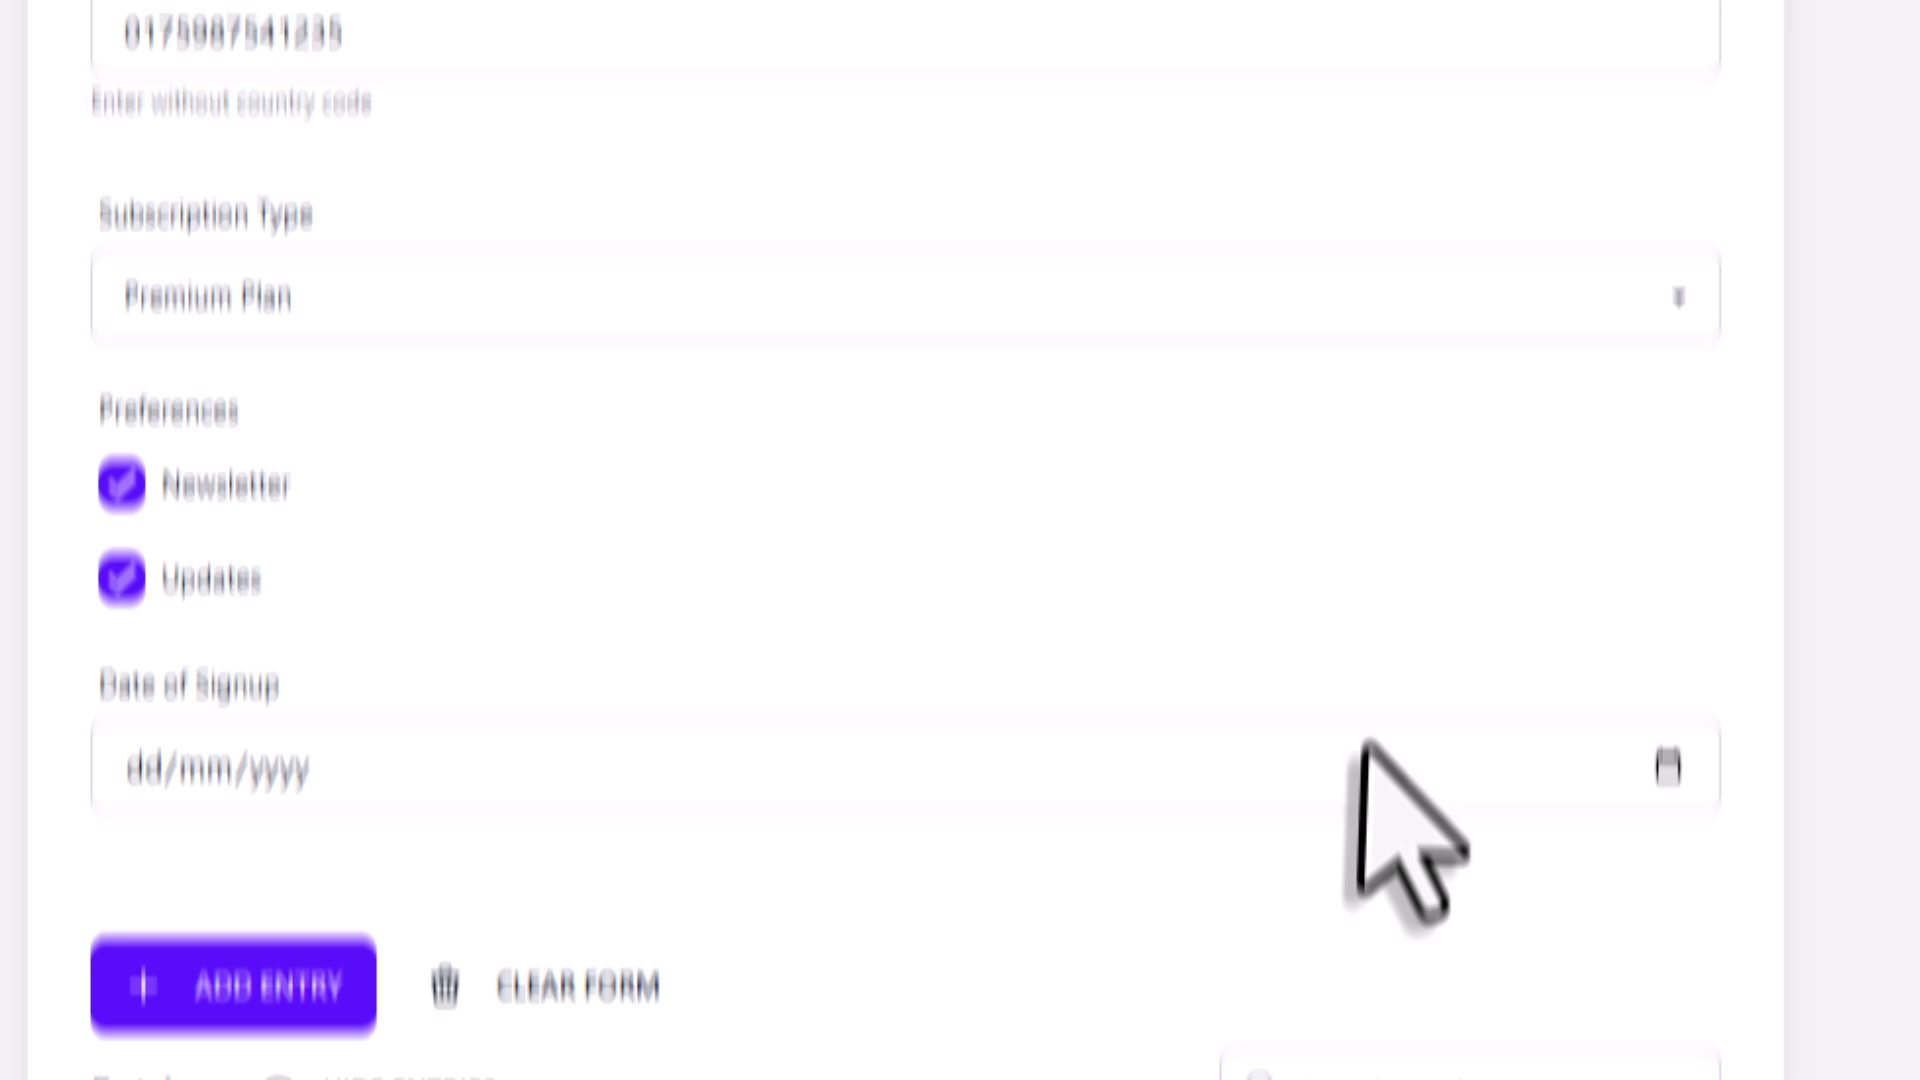 0175987541235
Enter without country code
Subscription Type
Premium Plan
Preferences
Newsletter
Updates
Date of Signup
dd/mm/yyyy
ADD ENTRY CLEAR FORM